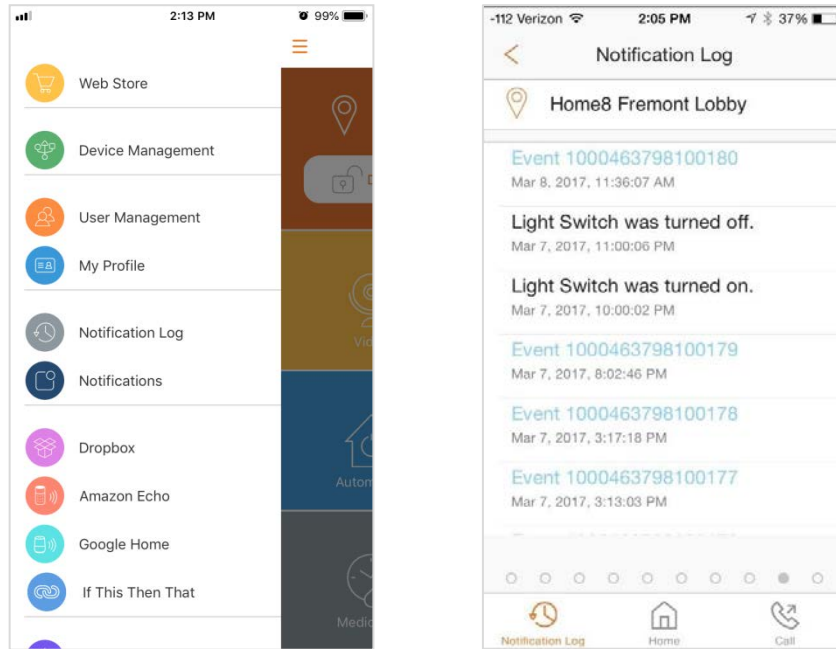 2:13 PM
99%
Web Store
Device Management
User Management
My Profile
Notification Log
Notifications
Dropbox
Amazon Echo
Google Home
If This Then That
-112 Verizon
2:05 PM
37%
Notification Log
Home8 Fremont Lobby
Event 1000463798100180
Mar 8, 2017, 11:36:07 AM
Light Switch was turned off.
Mar 7, 2017, 11:00:06 PM
Light Switch was turned on.
Mar 7, 2017, 10:00:02 PM
Event 1000463798100179
Mar 7, 2017, 8:02:46 PM
Event 1000463798100178
Mar 7, 2017, 3:17:18 PM
Event 1000463798100177
Mar 7, 2017, 3:13:03 PM
Notification Log
Home
Call